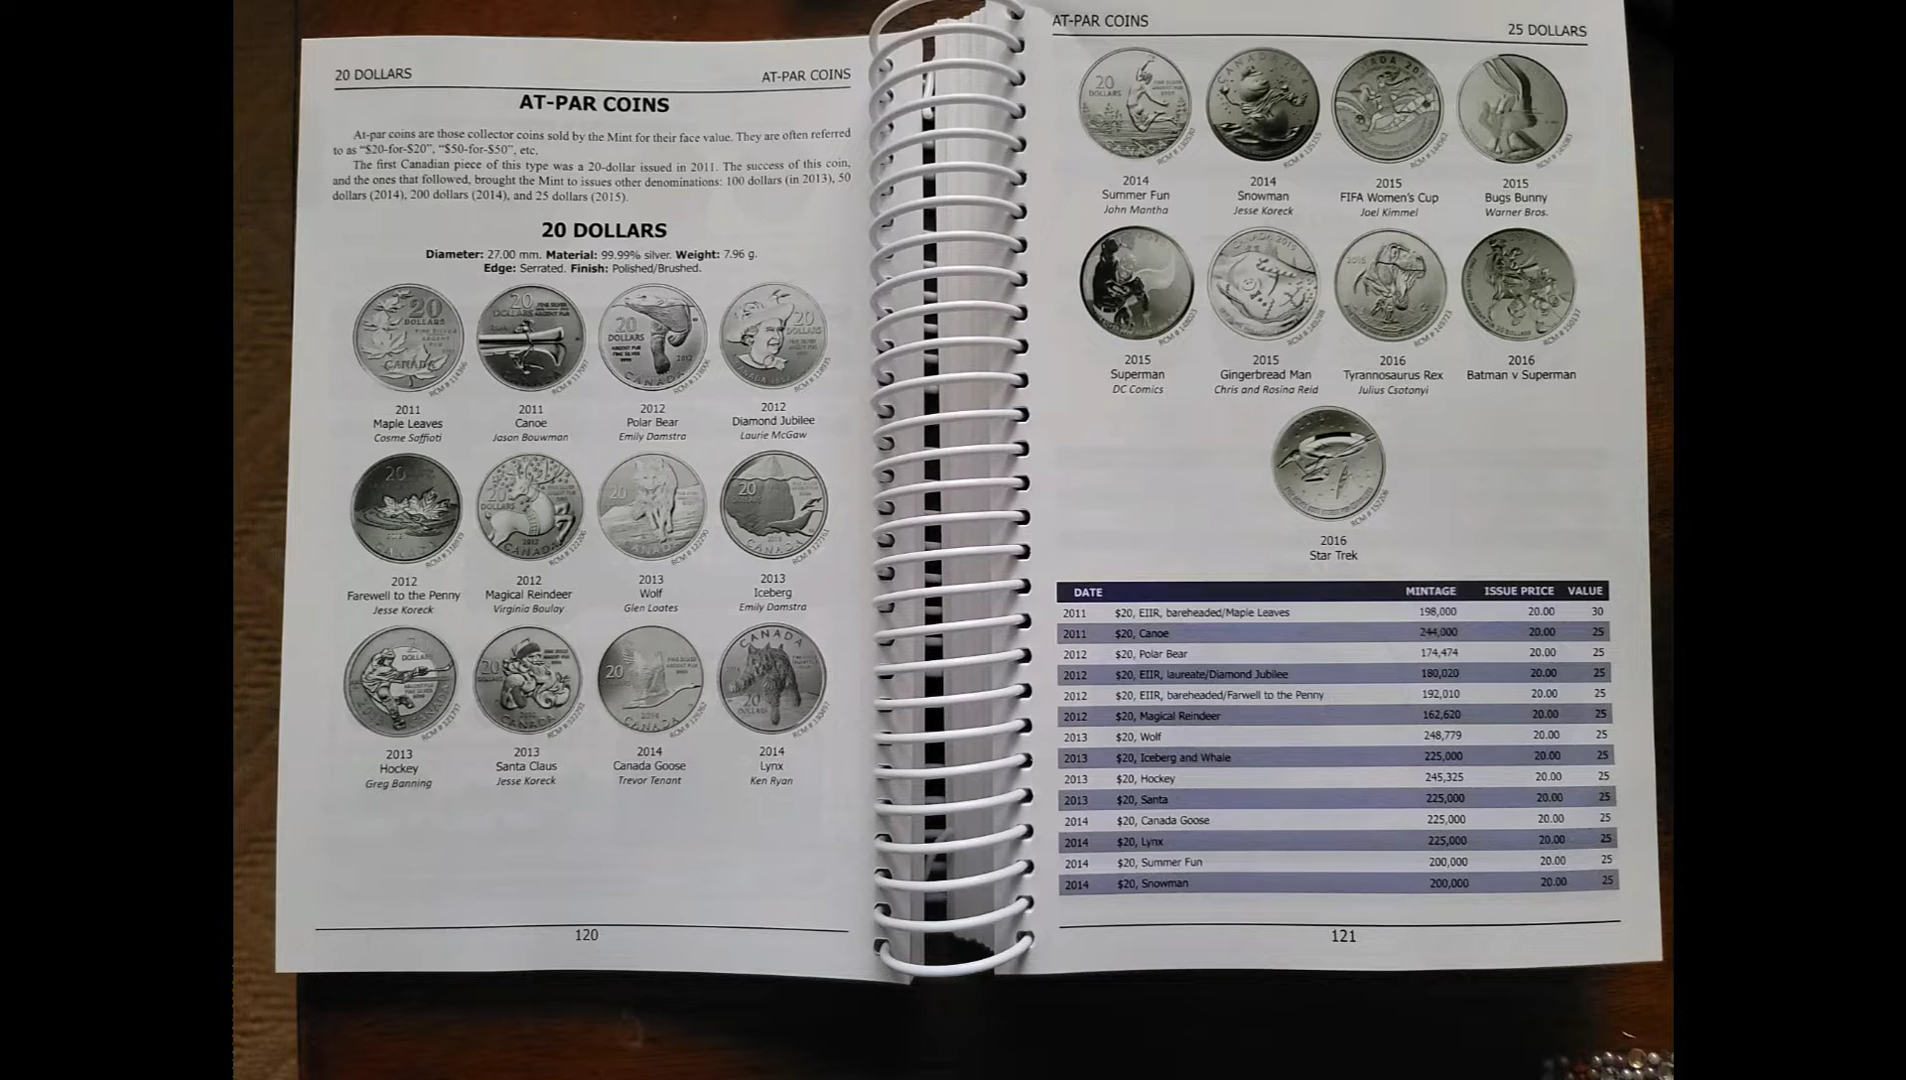 20 DOLLARS
AT-PAR COINS
AT-PAR COINS
At-par coins are those collector coins sold by the Mint for their face value. They are often referred
to as “$20-for-$20”, “$50-for-$50”, etc.
The first Canadian piece of this type was a 20-dollar issued in 2011. The success of this coin,
and the ones that followed, brought the Mint to issues other denominations: 100 dollars (in 2013), 50
dollars (2014), 200 dollars (2014), and 25 dollars (2015).
20 DOLLARS
Diameter: 27.00 mm. Material: 99.99% silver. Weight: 7.96 g.
Edge: Serrated. Finish: Polished/Brushed.
2011
Maple Leaves
Cosme Saffioti
2011
Canoe
Jason Bouwman
2012
Polar Bear
Emily Damstra
2012
Diamond Jubilee
Laurie McGaw
2012
Farewell to the Penny
Jesse Koreck
2012
Magical Reindeer
Virginia Boulay
2013
Wolf
Glen Loates
2013
Iceberg
Emily Damstra
2013
Hockey
Greg Banning
2013
Santa Claus
Jesse Koreck
2014
Canada Goose
Trevor Tenant
2014
Lynx
Ken Ryan
120
AT-PAR COINS
25 DOLLARS
2014
Summer Fun
John Mantha
2014
Snowman
Jesse Koreck
2015
FIFA Women's Cup
Joel Kimmel
2015
Bugs Bunny
Warner Bros.
2015
Superman
DC Comics
2015
Gingerbread Man
Chris and Rosina Reid
2016
Tyrannosaurus Rex
Julius Csotonyi
2016
Batman v Superman
2016
Star Trek
DATE MINTAGE ISSUE PRICE VALUE
2011 $20, EIIR, bareheaded/Maple Leaves 198,000 20.00 30
2011 $20, Canoe 244,000 20.00 25
2012 $20, Polar Bear 174,474 20.00 25
2012 $20, EIIR, laureate/Diamond Jubilee 180,020 20.00 25
2012 $20, EIIR, bareheaded/Farwell to the Penny 192,010 20.00 25
2012 $20, Magical Reindeer 162,620 20.00 25
2013 $20, Wolf 248,779 20.00 25
2013 $20, Iceberg and Whale 225,000 20.00 25
2013 $20, Hockey 245,325 20.00 25
2013 $20, Santa 225,000 20.00 25
2014 $20, Canada Goose 225,000 20.00 25
2014 $20, Lynx 225,000 20.00 25
2014 $20, Summer Fun 200,000 20.00 25
2014 $20, Snowman 200,000 20.00 25
121